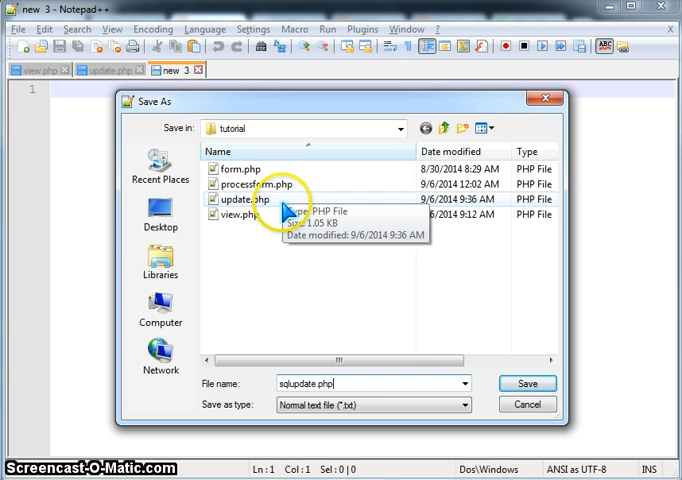 new 3 - Notepad++
File Edit Search View Encoding Language Settings Macro Run Plugins Window ?
X
view.php update.php new 3
1
Save As
Save in: tutorial
Name Date modified Type
form.php 8/30/2014 8:29 AM PHP File
processform.php 9/6/2014 12:02 AM PHP File
update.php 9/6/2014 9:36 AM PHP File
view.php 9/6/2014 9:12 AM PHP File
Type: PHP File
Size: 1.05 KB
Date modified: 9/6/2014 9:36 AM
Recent Places
Desktop
Libraries
Computer
Network
File name: sqlupdate.php Save
Save as type: Normal text file (*.txt) Cancel
Screencast-O-Matic.com Ln : 1 Col : 1 Sel : 0 | 0 Dos\Windows ANSI as UTF-8 INS